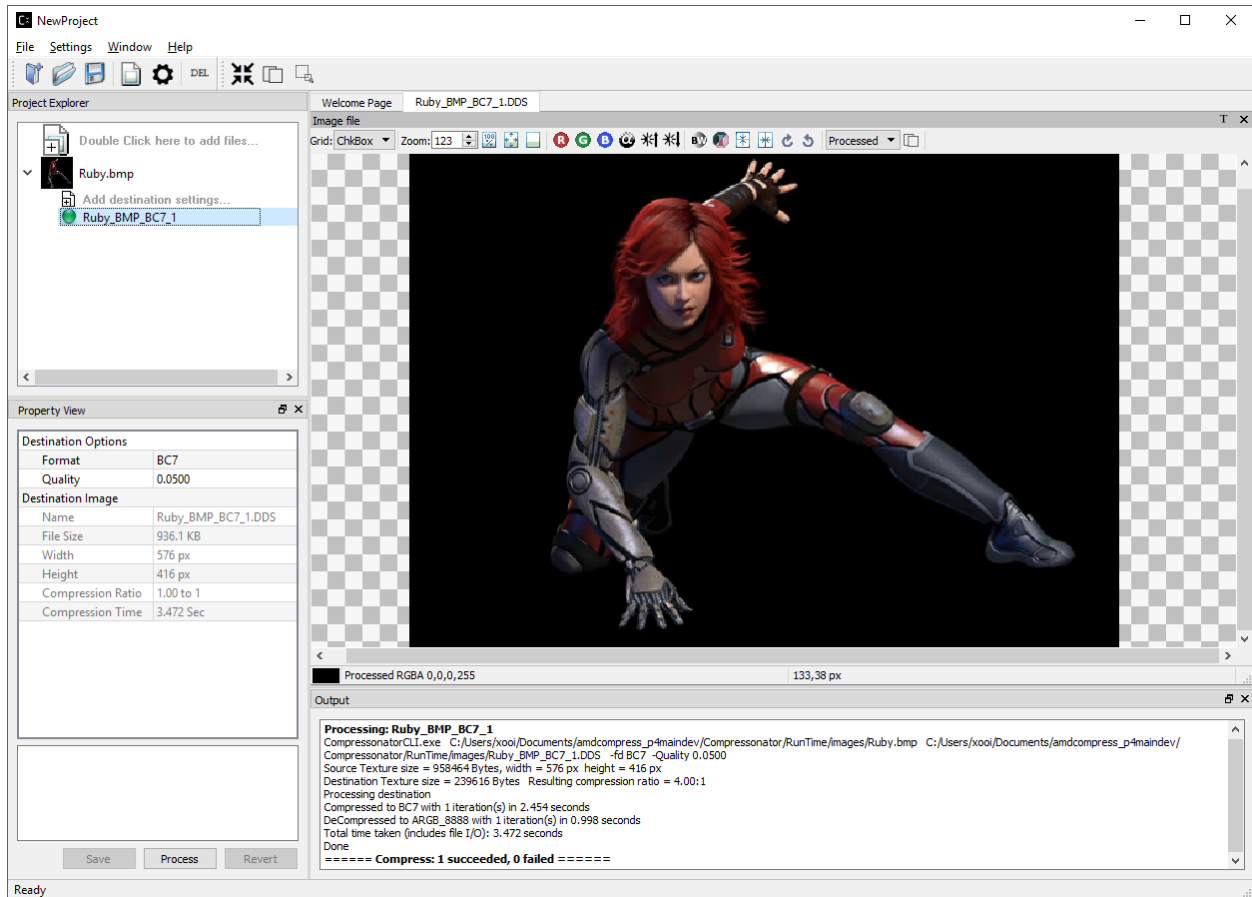 NewProject
File Settings Window Help
DEL
Project Explorer
Double Click here to add files...
Ruby.bmp
Add destination settings...
Ruby_BMP_BC7_1
Property View
Destination Options
Format BC7
Quality 0.0500
Destination Image
Name Ruby_BMP_BC7_1.DDS
File Size 936.1 KB
Width 576 px
Height 416 px
Compression Ratio 1.00 to 1
Compression Time 3.472 Sec
Save Process Revert
Welcome Page Ruby_BMP_BC7_1.DDS
Image file T
Grid: ChkBox Zoom: 123 100 R G B α BW Processed
Processed RGBA 0,0,0,255 133,38 px
Output
Processing: Ruby_BMP_BC7_1
CompressonatorCLI.exe C:/Users/xooi/Documents/amdcompress_p4maindev/Compressonator/RunTime/images/Ruby.bmp C:/Users/xooi/Documents/amdcompress_p4maindev/
Compressonator/RunTime/images/Ruby_BMP_BC7_1.DDS -fd BC7 -Quality 0.0500
Source Texture size = 958464 Bytes, width = 576 px height = 416 px
Destination Texture size = 239616 Bytes Resulting compression ratio = 4.00:1
Processing destination
Compressed to BC7 with 1 iteration(s) in 2.454 seconds
DeCompressed to ARGB_8888 with 1 iteration(s) in 0.998 seconds
Total time taken (includes file I/O): 3.472 seconds
Done
====== Compress: 1 succeeded, 0 failed ======
Ready